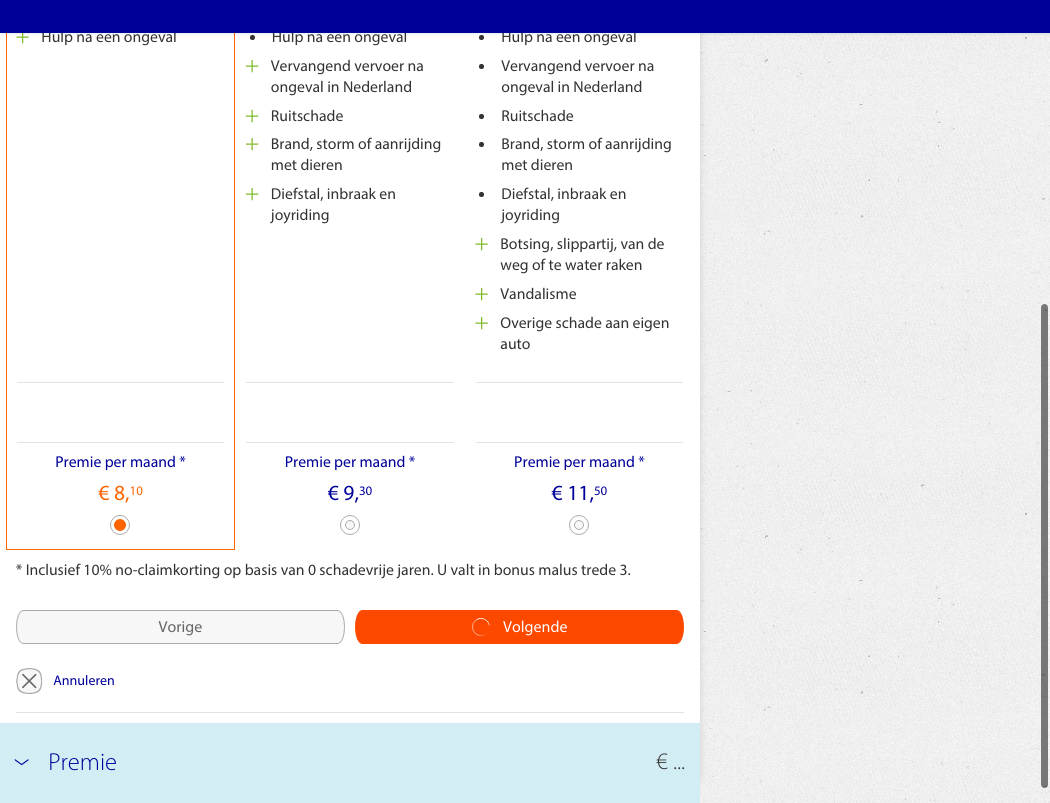 Hulp na een ongeval
Hulp na een ongeval
Vervangend vervoer na
ongeval in Nederland
Ruitschade
Brand, storm of aanrijding
met dieren
Diefstal, inbraak en
joyriding
Hulp na een ongeval
Vervangend vervoer na
ongeval in Nederland
Ruitschade
Brand, storm of aanrijding
met dieren
Diefstal, inbraak en
joyriding
Botsing, slippartij, van de
weg of te water raken
Vandalisme
Overige schade aan eigen
auto
Premie per maand *
€ 8,10
Premie per maand *
€ 9,30
Premie per maand *
€ 11,50
* Inclusief 10% no-claimkorting op basis van 0 schadevrije jaren. U valt in bonus malus trede 3.
Vorige
Volgende
Annuleren
Premie
€ ...